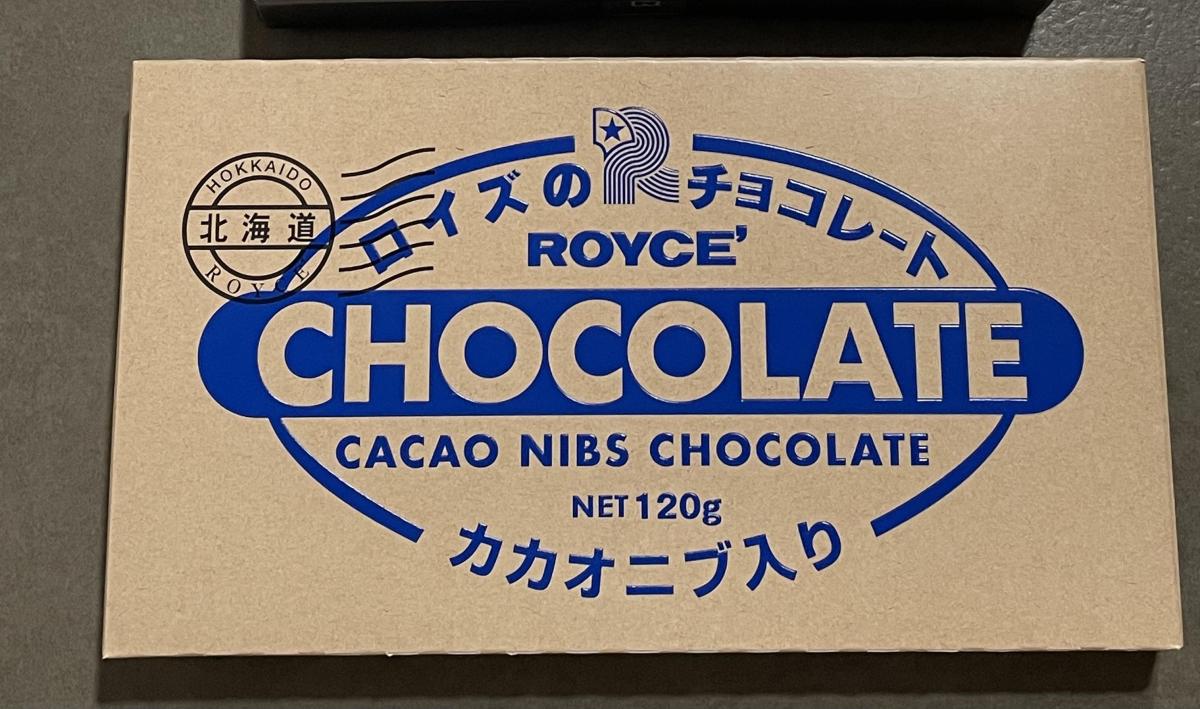 HOKKAIDO
北海道
ROYCE
ロイズの チョコレート
ROYCE’
CHOCOLATE
CACAO NIBS CHOCOLATE
NET 120g
カカオニブ入り